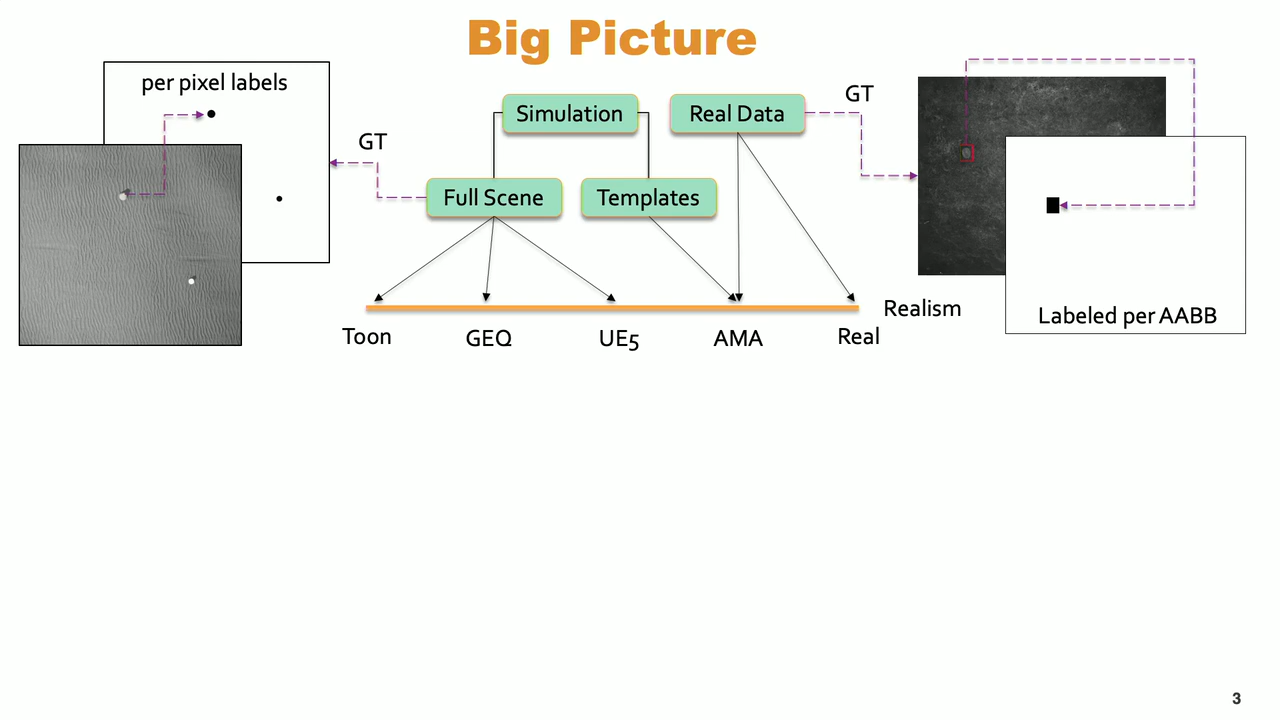 Big Picture
per pixel labels
GT
Simulation
Real Data
GT
Full Scene
Templates
Toon
GEQ
UE5
AMA
Real
Realism
Labeled per AABB
3